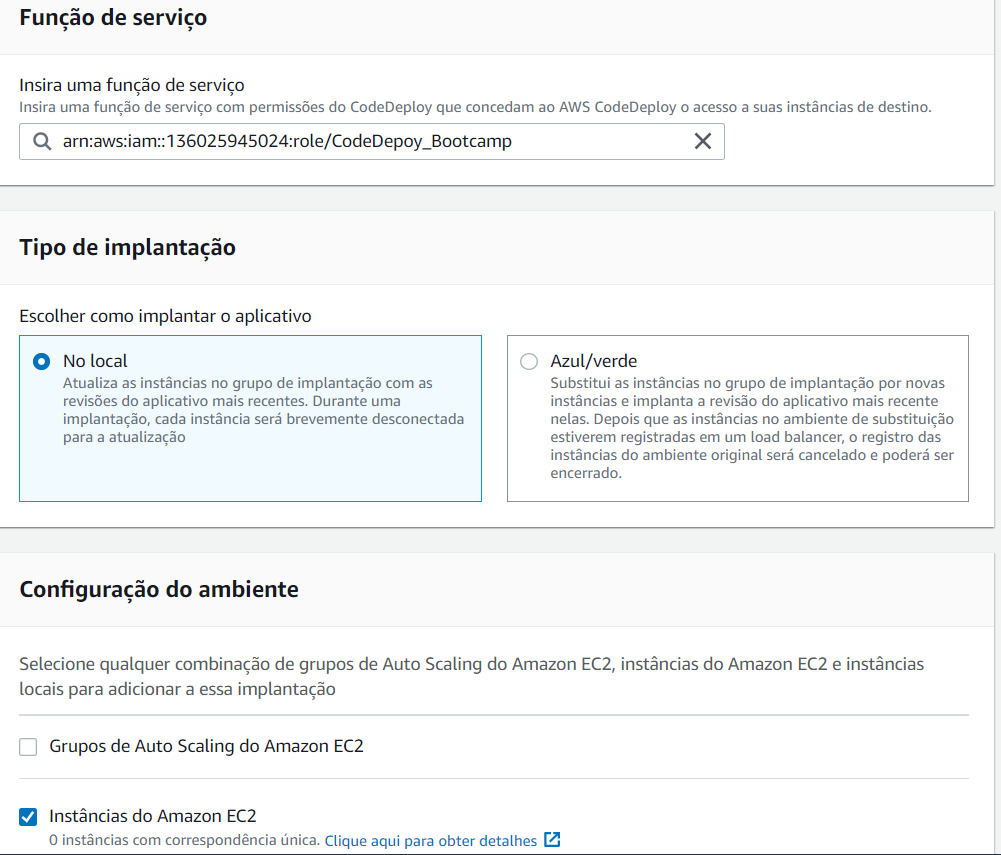 Função de serviço
Insira uma função de serviço
Insira uma função de serviço com permissões do CodeDeploy que concedam ao AWS CodeDeploy o acesso a suas instâncias de destino.
arn:aws:iam::136025945024:role/CodeDepoy_Bootcamp
Tipo de implantação
Escolher como implantar o aplicativo
No local
Atualiza as instâncias no grupo de implantação com as
revisões do aplicativo mais recentes. Durante uma
implantação, cada instância será brevemente desconectada
para a atualização
Azul/verde
Substitui as instâncias no grupo de implantação por novas
instâncias e implanta a revisão do aplicativo mais recente
nelas. Depois que as instâncias no ambiente de substituição
estiverem registradas em um load balancer, o registro das
instâncias do ambiente original será cancelado e poderá ser
encerrado.
Configuração do ambiente
Selecione qualquer combinação de grupos de Auto Scaling do Amazon EC2, instâncias do Amazon EC2 e instâncias
locais para adicionar a essa implantação
Grupos de Auto Scaling do Amazon EC2
Instâncias do Amazon EC2
0 instâncias com correspondência única. Clique aqui para obter detalhes